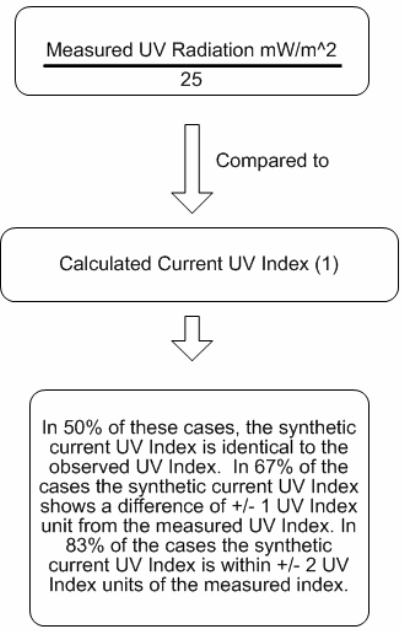 Measured UV Radiation mW/m^2
25
Compared to
Calculated Current UV Index (1)
In 50% of these cases, the synthetic
current UV Index is identical to the
observed UV Index.  In 67% of the
cases the synthetic current UV Index
shows a difference of +/- 1 UV Index
unit from the measured UV Index. In
83% of the cases the synthetic
current UV Index is within +/- 2 UV
Index units of the measured index.